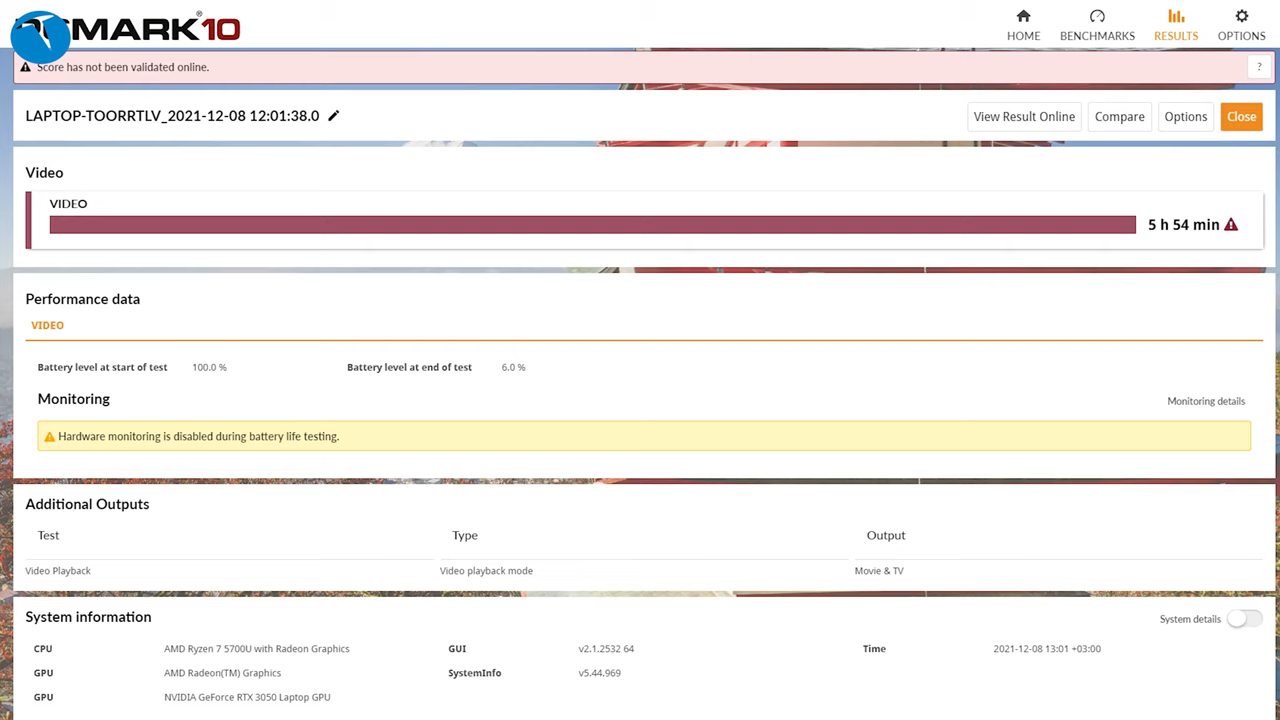 MARK®10
HOME BENCHMARKS RESULTS OPTIONS
Score has not been validated online. ?
LAPTOP-TOORRTLV_2021-12-08 12:01:38.0 View Result Online Compare Options Close
Video
VIDEO
5 h 54 min
Performance data
VIDEO
Battery level at start of test 100.0 % Battery level at end of test 6.0 %
Monitoring Monitoring details
Hardware monitoring is disabled during battery life testing.
Additional Outputs
Test Type Output
Video Playback Video playback mode Movie & TV
System information System details
CPU AMD Ryzen 7 5700U with Radeon Graphics GUI v2.1.2532 64 Time 2021-12-08 13:01 +03:00
GPU AMD Radeon(TM) Graphics SystemInfo v5.44.969
GPU NVIDIA GeForce RTX 3050 Laptop GPU